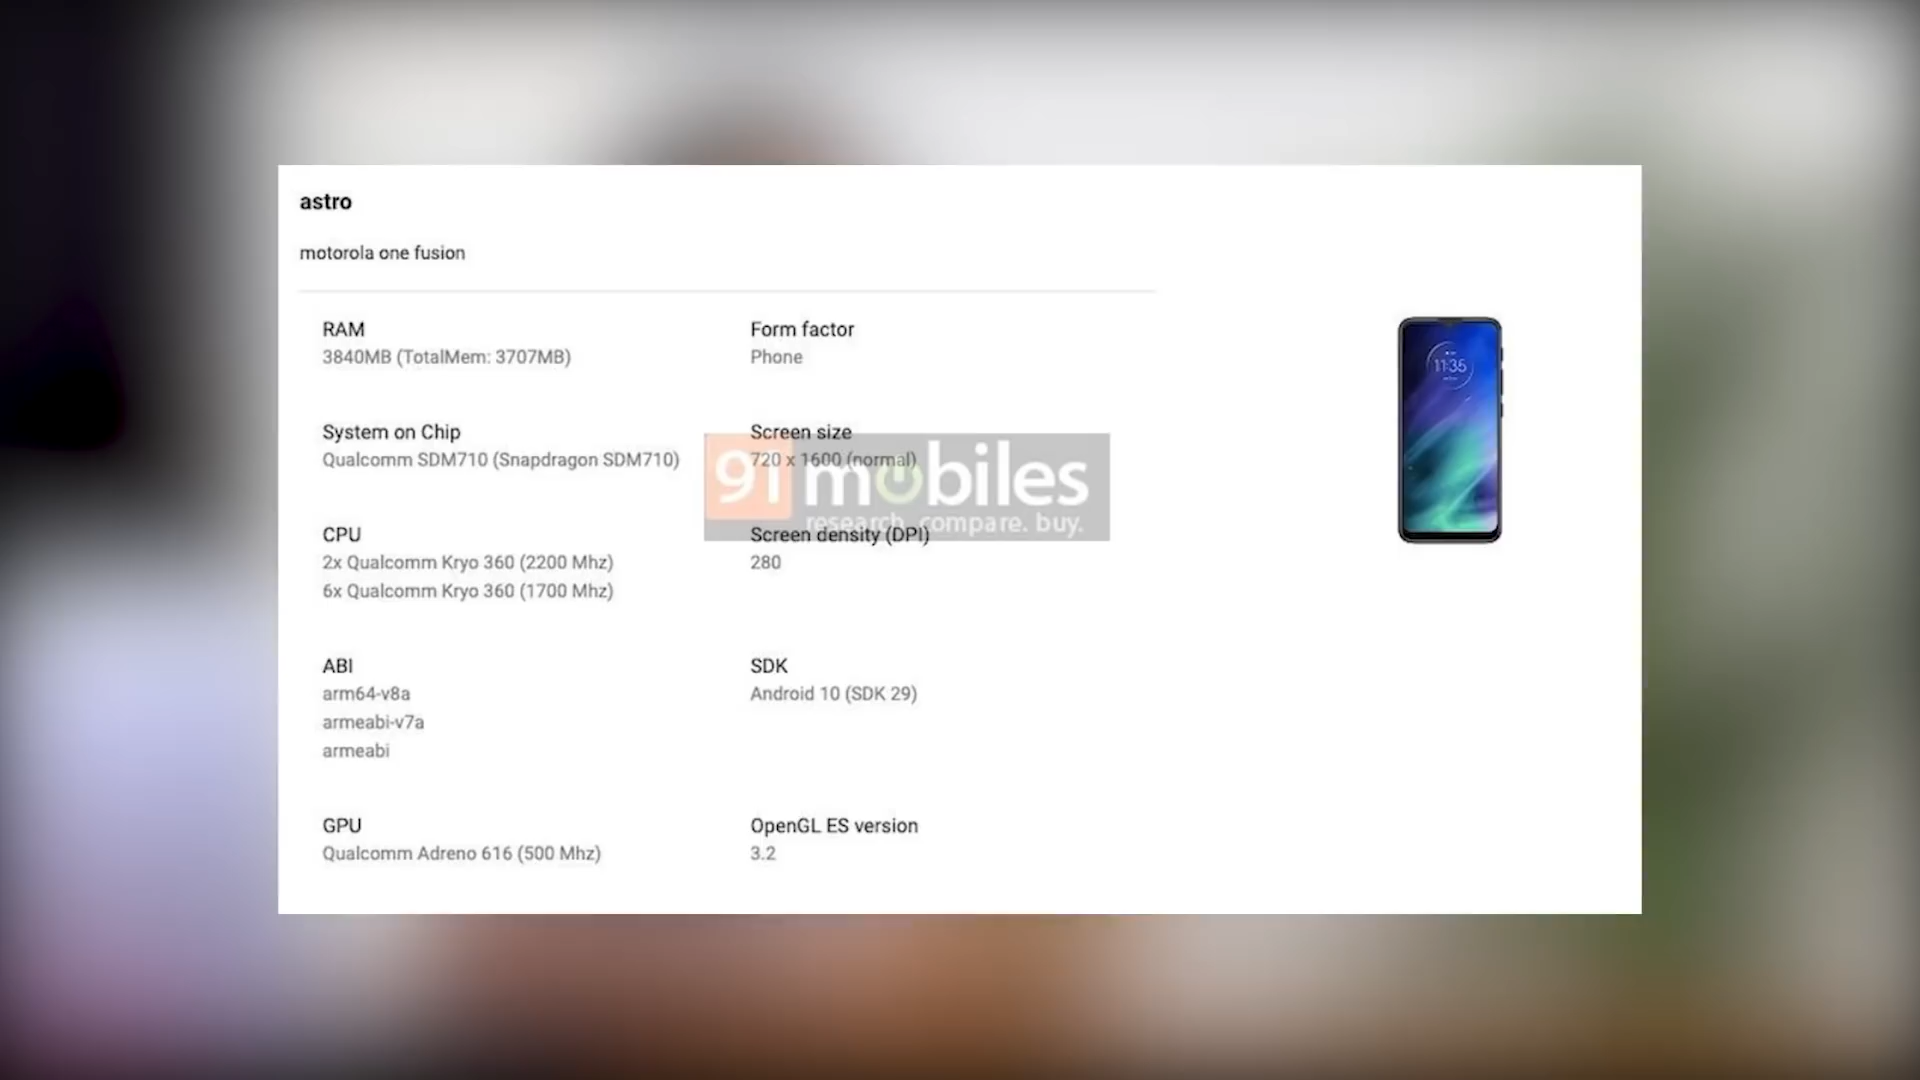 astro
motorola one fusion
RAM
3840MB (TotalMem: 3707MB)
Form factor
Phone
System on Chip
Qualcomm SDM710 (Snapdragon SDM710)
Screen size
720 x 1600 (normal)
91mobiles
research. compare. buy.
CPU
2x Qualcomm Kryo 360 (2200 Mhz)
6x Qualcomm Kryo 360 (1700 Mhz)
Screen density (DPI)
280
ABI
arm64-v8a
armeabi-v7a
armeabi
SDK
Android 10 (SDK 29)
GPU
Qualcomm Adreno 616 (500 Mhz)
OpenGL ES version
3.2
11:35